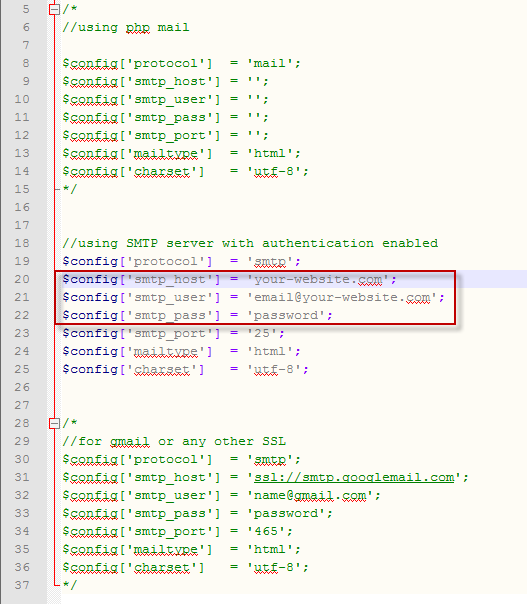 5 /*
6 //using php mail
7
8 $config['protocol']  = 'mail';
9 $config['smtp_host'] = '';
10 $config['smtp_user'] = '';
11 $config['smtp_pass'] = '';
12 $config['smtp_port'] = '';
13 $config['mailtype']  = 'html';
14 $config['charset']   = 'utf-8';
15 */
16
17
18 //using SMTP server with authentication enabled
19 $config['protocol']  = 'smtp';
20 $config['smtp_host'] = 'your-website.com';
21 $config['smtp_user'] = 'email@your-website.com';
22 $config['smtp_pass'] = 'password';
23 $config['smtp_port'] = '25';
24 $config['mailtype']  = 'html';
25 $config['charset']   = 'utf-8';
26
27
28 /*
29 //for gmail or any other SSL
30 $config['protocol']  = 'smtp';
31 $config['smtp_host'] = 'ssl://smtp.googlemail.com';
32 $config['smtp_user'] = 'name@gmail.com';
33 $config['smtp_pass'] = 'password';
34 $config['smtp_port'] = '465';
35 $config['mailtype']  = 'html';
36 $config['charset']   = 'utf-8';
37 */